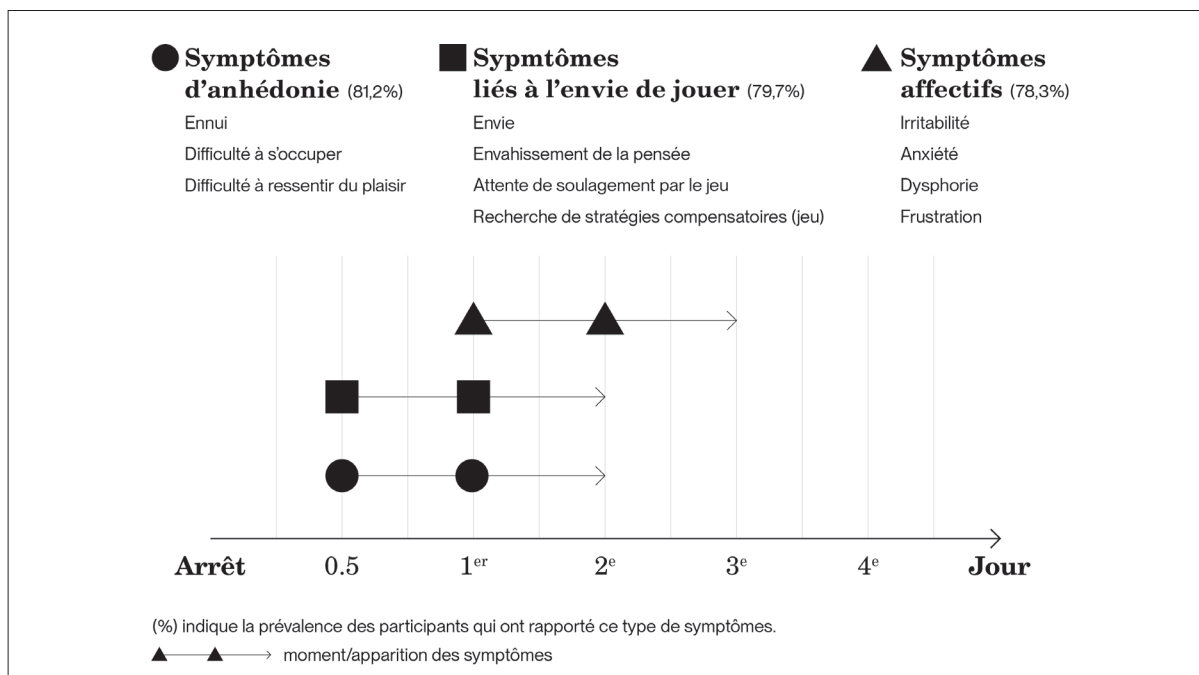 Symptômes
d'anhédonie (81,2%)
Ennui
Difficulté à s'occuper
Difficulté à ressentir du plaisir
Sypmtômes
liés à l'envie de jouer (79,7%)
Envie
Envahissement de la pensée
Attente de soulagement par le jeu
Recherche de stratégies compensatoires (jeu)
Symptômes
affectifs (78,3%)
Irritabilité
Anxiété
Dysphorie
Frustration
Arrêt 0.5 1er 2e 3e 4e Jour
(%) indique la prévalence des participants qui ont rapporté ce type de symptômes.
moment/apparition des symptômes